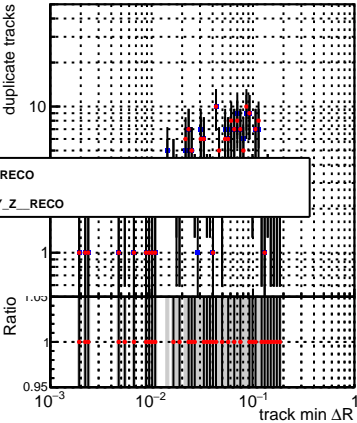 duplicate tracks
10
RECO
_Z__RECO
1
Ratio
1.05
1
0.95
10⁻³
10⁻²
10⁻¹
1
track min ΔR